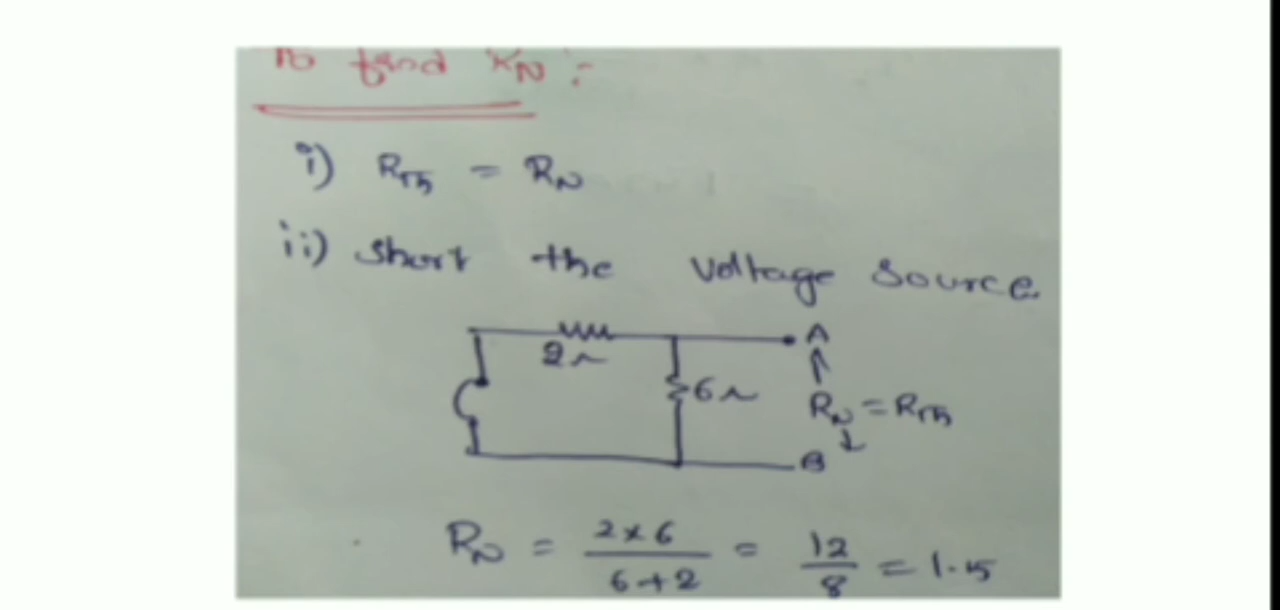 To find RN :-
i) RTh = RN
ii) Short the Voltage Source
2Ω
A
6Ω
RN = RTh
B
RN = 2×6 / 6+2 = 12 / 8 = 1.5